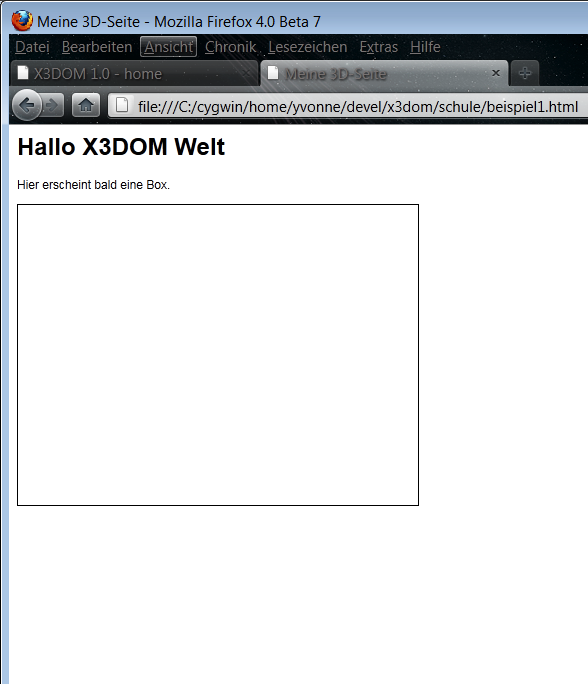 Meine 3D-Seite - Mozilla Firefox 4.0 Beta 7
Datei Bearbeiten Ansicht Chronik Lesezeichen Extras Hilfe
X3DOM 1.0 - home Meine 3D-Seite
file:///C:/cygwin/home/yvonne/devel/x3dom/schule/beispiel1.html
Hallo X3DOM Welt
Hier erscheint bald eine Box.